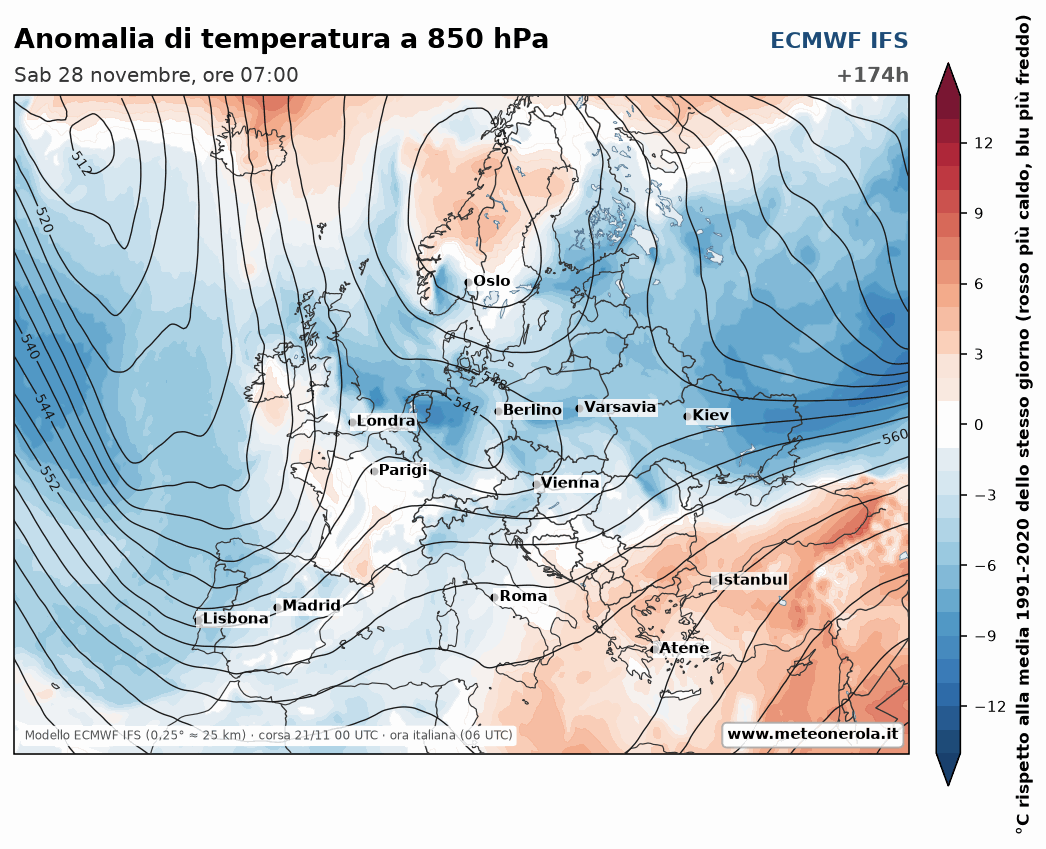 Anomalia di temperatura a 850 hPa
ECMWF IFS
Sab 28 novembre, ore 07:00
+174h
512
520
540
544
552
548
544
560
Oslo
Londra
Berlino
Varsavia
Kiev
Parigi
Vienna
Istanbul
Roma
Madrid
Lisbona
Atene
Modello ECMWF IFS (0,25° ≈ 25 km) · corsa 21/11 00 UTC · ora italiana (06 UTC)
www.meteonerola.it
12
9
6
3
0
−3
−6
−9
−12
°C rispetto alla media 1991-2020 dello stesso giorno (rosso più caldo, blu più freddo)